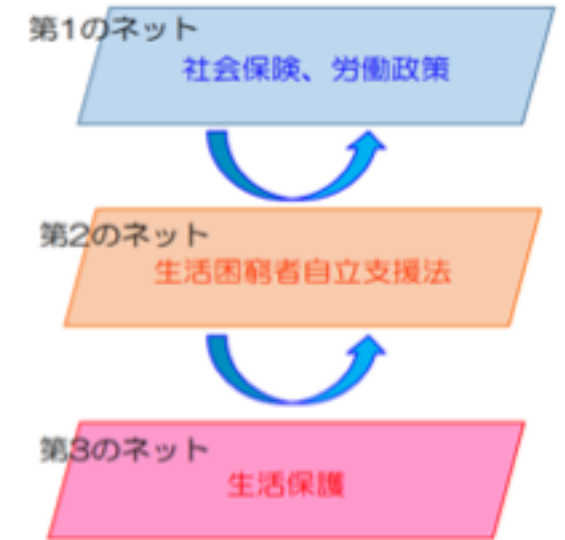 第1のネット
社会保険、労働政策
第2のネット
生活困窮者自立支援法
第3のネット
生活保護